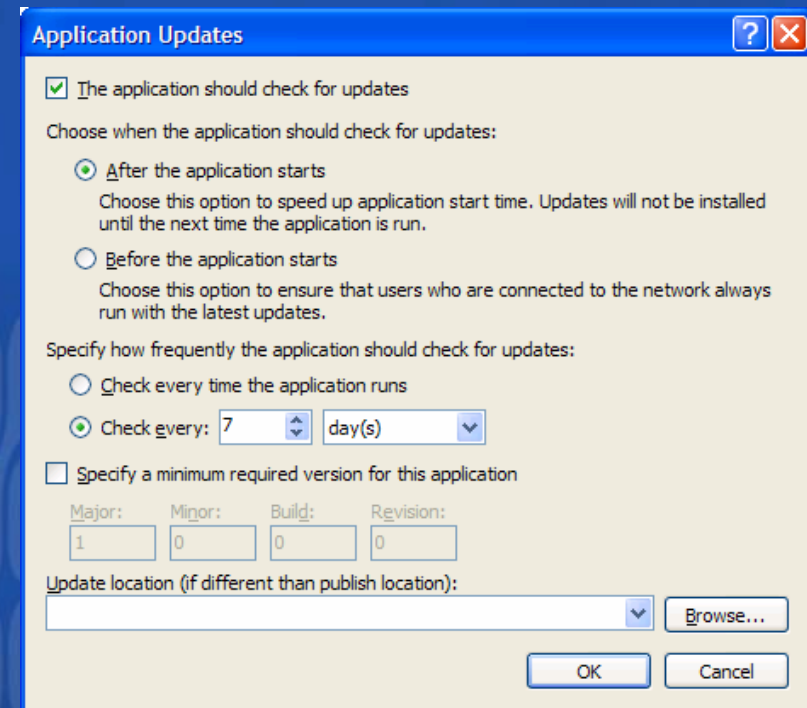 Application Updates
The application should check for updates
Choose when the application should check for updates:
After the application starts
Choose this option to speed up application start time. Updates will not be installed
until the next time the application is run.
Before the application starts
Choose this option to ensure that users who are connected to the network always
run with the latest updates.
Specify how frequently the application should check for updates:
Check every time the application runs
Check every: 7 day(s)
Specify a minimum required version for this application
Major: Minor: Build: Revision:
1 0 0 0
Update location (if different than publish location):
Browse...
OK Cancel